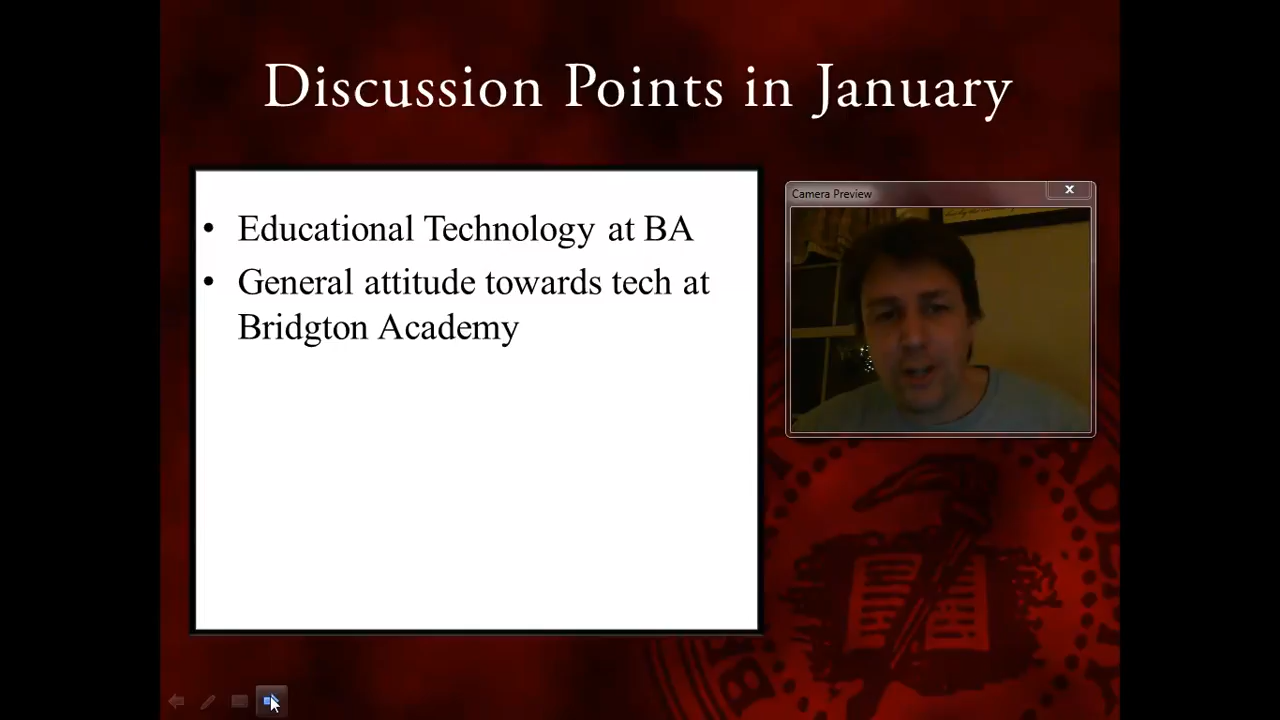 Discussion Points in January
• Educational Technology at BA
• General attitude towards tech at
Bridgton Academy
Camera Preview